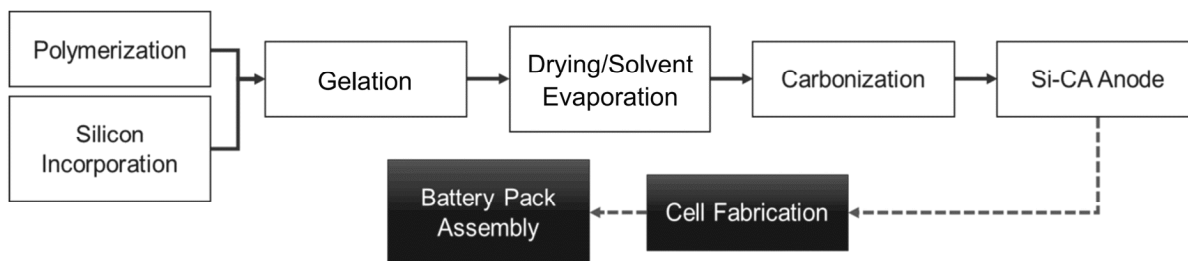 Polymerization
Silicon
Incorporation
Gelation
Drying/Solvent
Evaporation
Carbonization
Si-CA Anode
Battery Pack
Assembly
Cell Fabrication